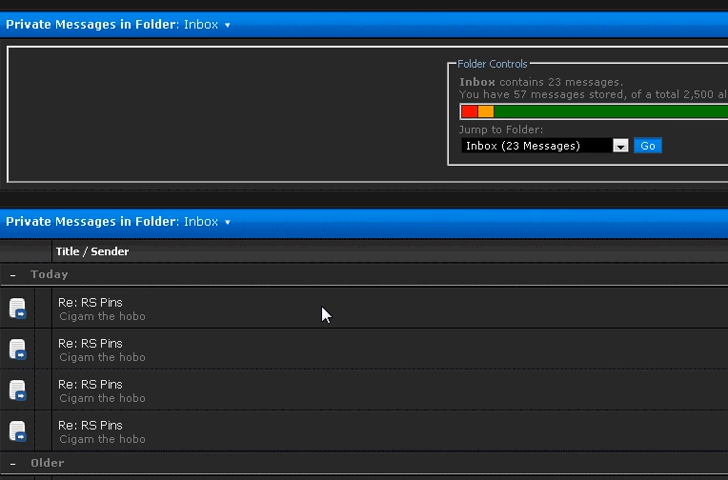 Private Messages in Folder: Inbox
Folder Controls
Inbox contains 23 messages.
You have 57 messages stored, of a total 2,500
Jump to Folder:
Inbox (23 Messages) Go
Private Messages in Folder: Inbox
Title / Sender
Today
Re: RS Pins
Cigam the hobo
Re: RS Pins
Cigam the hobo
Re: RS Pins
Cigam the hobo
Re: RS Pins
Cigam the hobo
Older